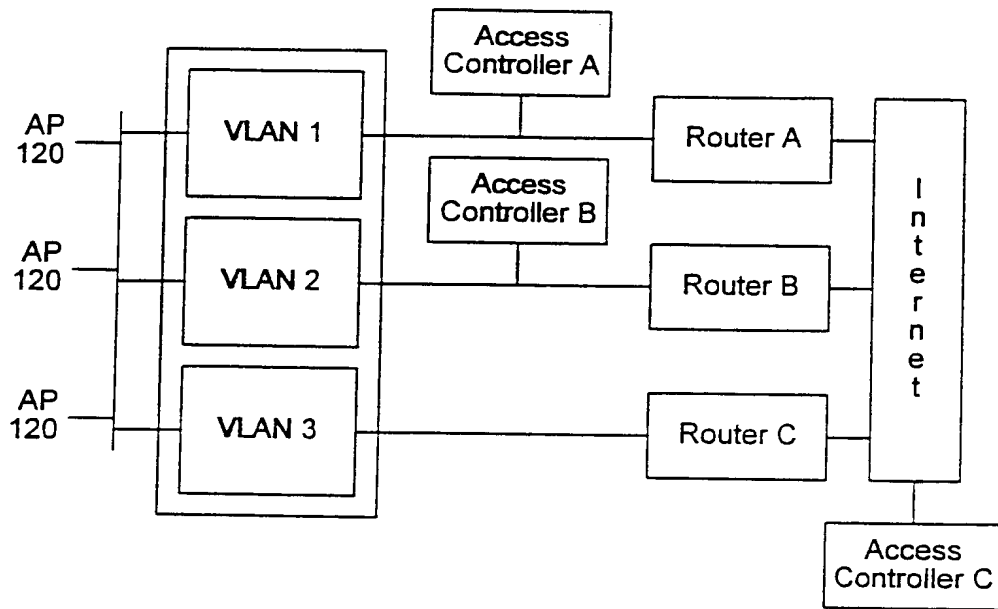 Access
Controller A
AP
120
VLAN 1
Router A
Internet
Access
Controller B
AP
120
VLAN 2
Router B
AP
120
VLAN 3
Router C
Access
Controller C